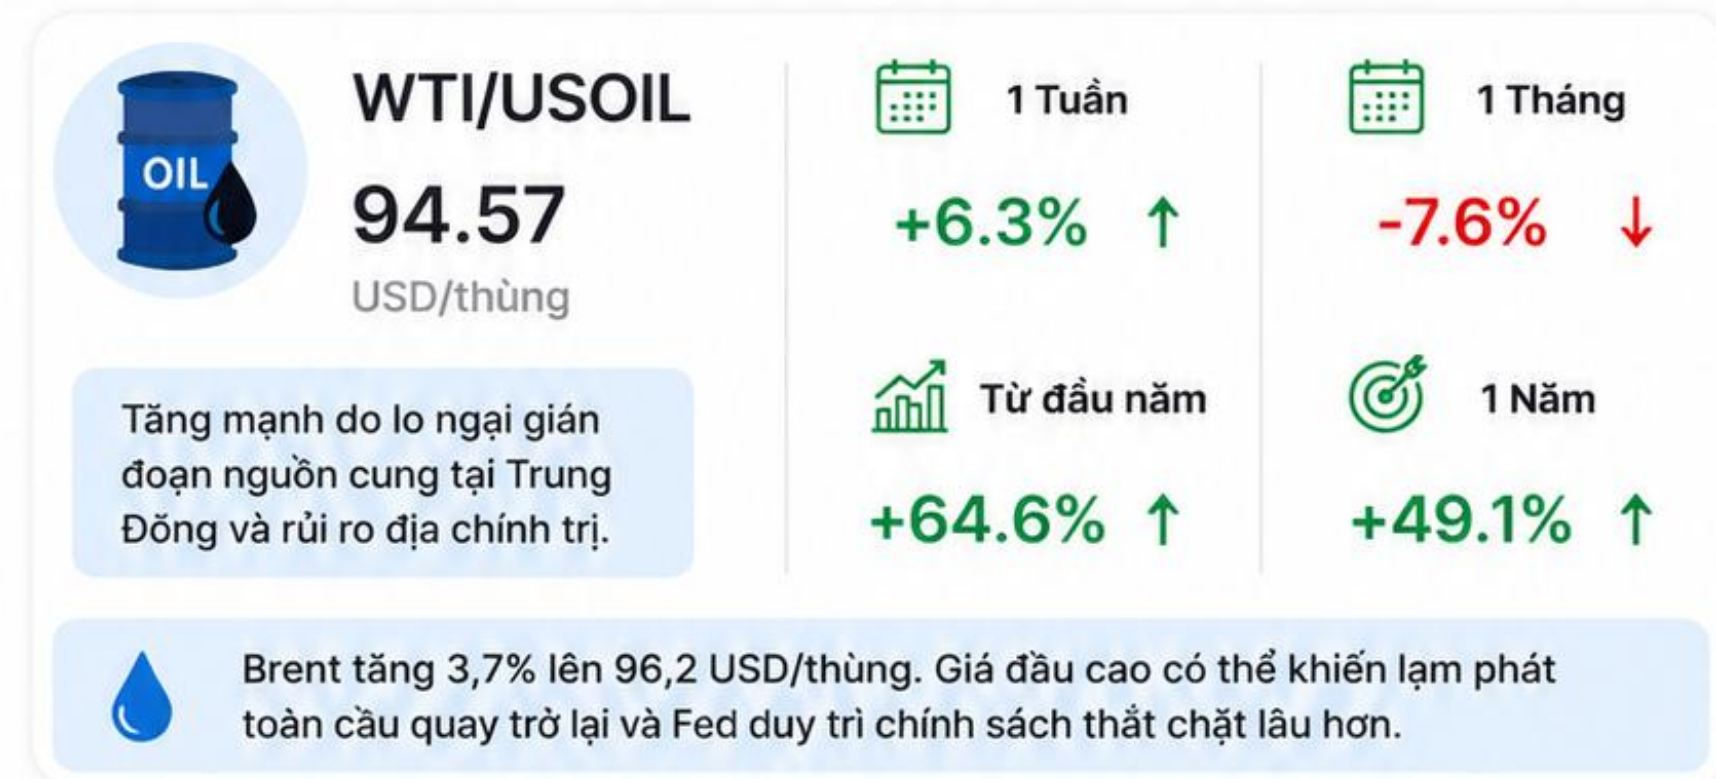 OIL
WTI/USOIL
94.57
USD/thùng
Tăng mạnh do lo ngại gián
đoạn nguồn cung tại Trung
Đông và rủi ro địa chính trị.
1 Tuần
+6.3% ↑
1 Tháng
-7.6% ↓
Từ đầu năm
+64.6% ↑
1 Năm
+49.1% ↑
Brent tăng 3,7% lên 96,2 USD/thùng. Giá đầu cao có thể khiến lạm phát
toàn cầu quay trở lại và Fed duy trì chính sách thắt chặt lâu hơn.